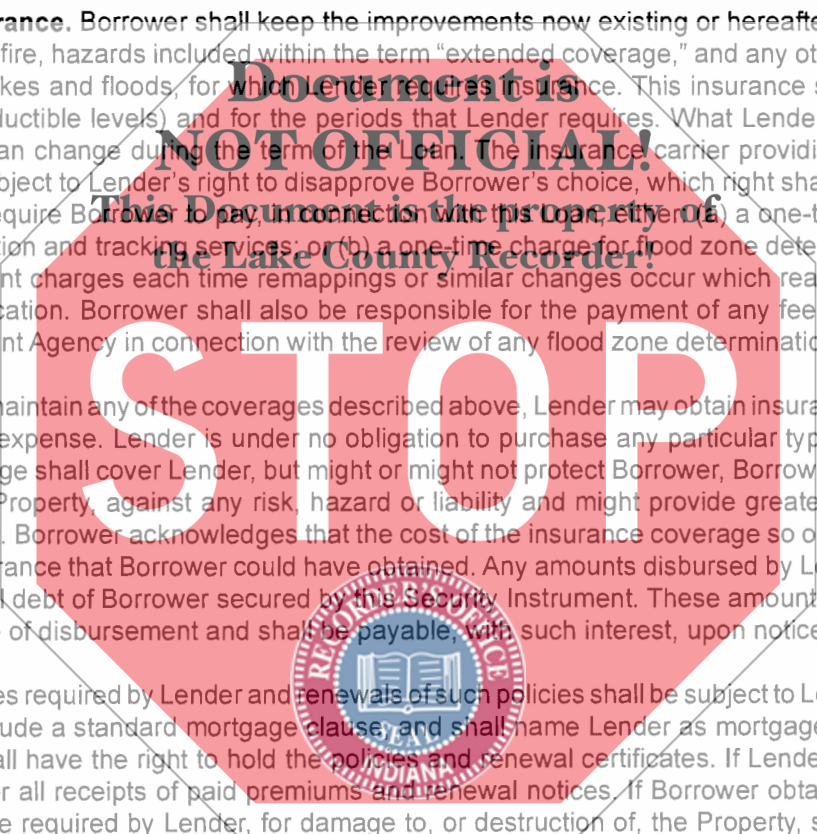 rance. Borrower shall keep the improvements now existing or hereafte
fire, hazards included within the term “extended coverage,” and any ot
kes and floods, for which Lender requires insurance. This insurance s
uctible levels) and for the periods that Lender requires. What Lende
an change during the term of the Loan. The insurance carrier providi
bject to Lender’s right to disapprove Borrower’s choice, which right sha
equire Borrower to pay, in connection with this Loan, either: (a) a one-t
tion and tracking services; or (b) a one-time charge for flood zone dete
nt charges each time remappings or similar changes occur which rea
cation. Borrower shall also be responsible for the payment of any fee
nt Agency in connection with the review of any flood zone determinatio
Document is
NOT OFFICIAL!
This Document is the property of
the Lake County Recorder!
STOP
naintain any of the coverages described above, Lender may obtain insura
expense. Lender is under no obligation to purchase any particular typ
ge shall cover Lender, but might or might not protect Borrower, Borrow
Property, against any risk, hazard or liability and might provide greate
. Borrower acknowledges that the cost of the insurance coverage so o
rance that Borrower could have obtained. Any amounts disbursed by L
l debt of Borrower secured by this Security Instrument. These amount
of disbursement and shall be payable, with such interest, upon notice
es required by Lender and renewals of such policies shall be subject to L
ude a standard mortgage clause, and shall name Lender as mortgage
all have the right to hold the policies and renewal certificates. If Lende
r all receipts of paid premiums and renewal notices. If Borrower obta
e required by Lender, for damage to, or destruction of, the Property, s
RECORDER'S OFFICE
SEAL
INDIANA